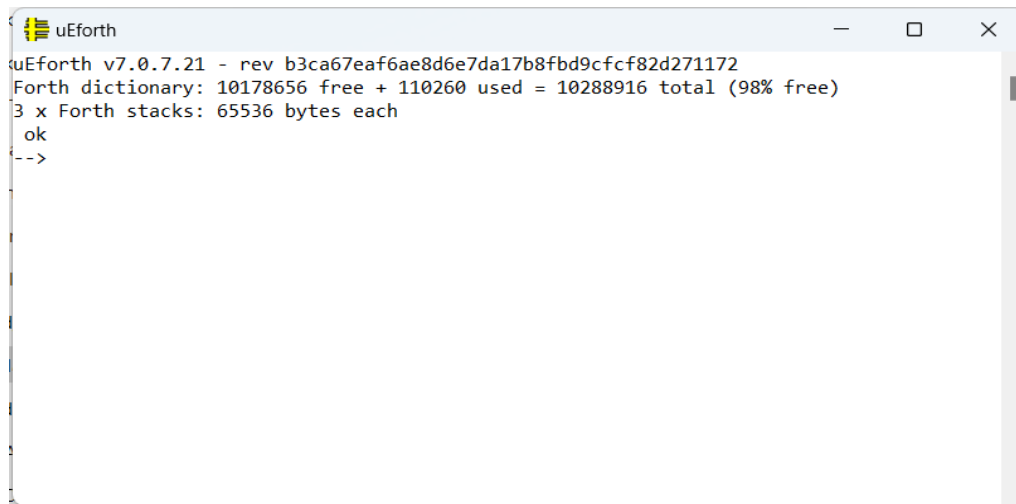 uEforth
uEforth v7.0.7.21 - rev b3ca67eaf6ae8d6e7da17b8fbd9cfcf82d271172
Forth dictionary: 10178656 free + 110260 used = 10288916 total (98% free)
3 x Forth stacks: 65536 bytes each
ok
-->